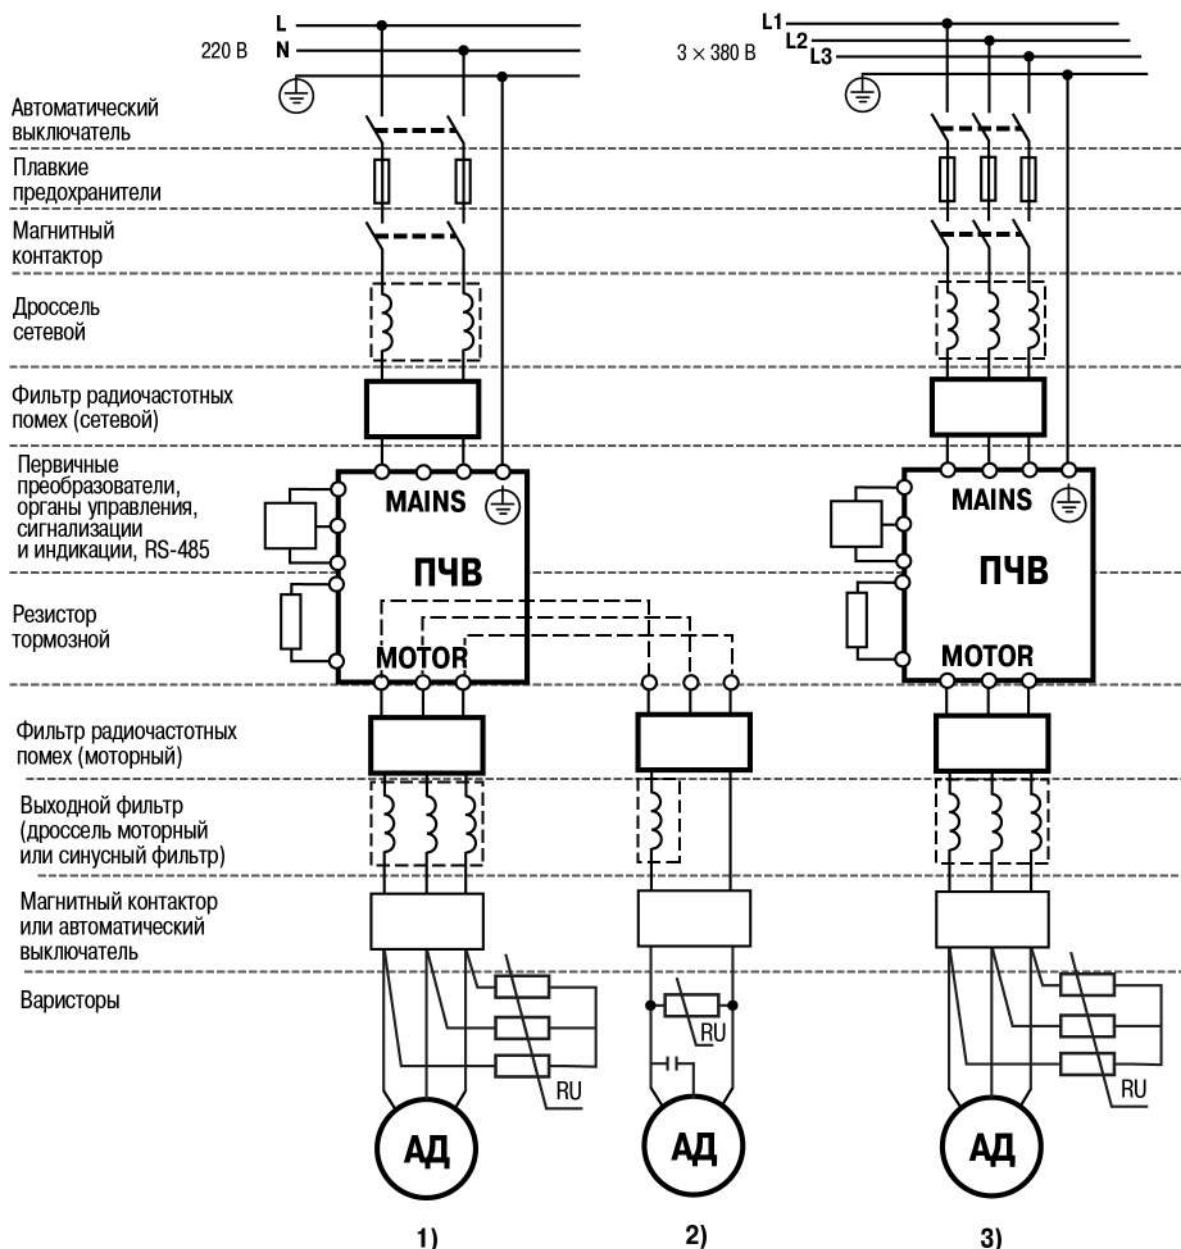 L
220 В
N
L1
L2
3 × 380 В
L3
Автоматический
выключатель
Плавкие
предохранители
Магнитный
контактор
Дроссель
сетевой
Фильтр радиочастотных
помех (сетевой)
Первичные
преобразователи,
органы управления,
сигнализации
и индикации, RS-485
MAINS
ПЧВ
MOTOR
MAINS
ПЧВ
MOTOR
Резистор
тормозной
Фильтр радиочастотных
помех (моторный)
Выходной фильтр
(дроссель моторный
или синусный фильтр)
Магнитный контактор
или автоматический
выключатель
Варисторы
RU
RU
RU
АД
АД
АД
1)
2)
3)